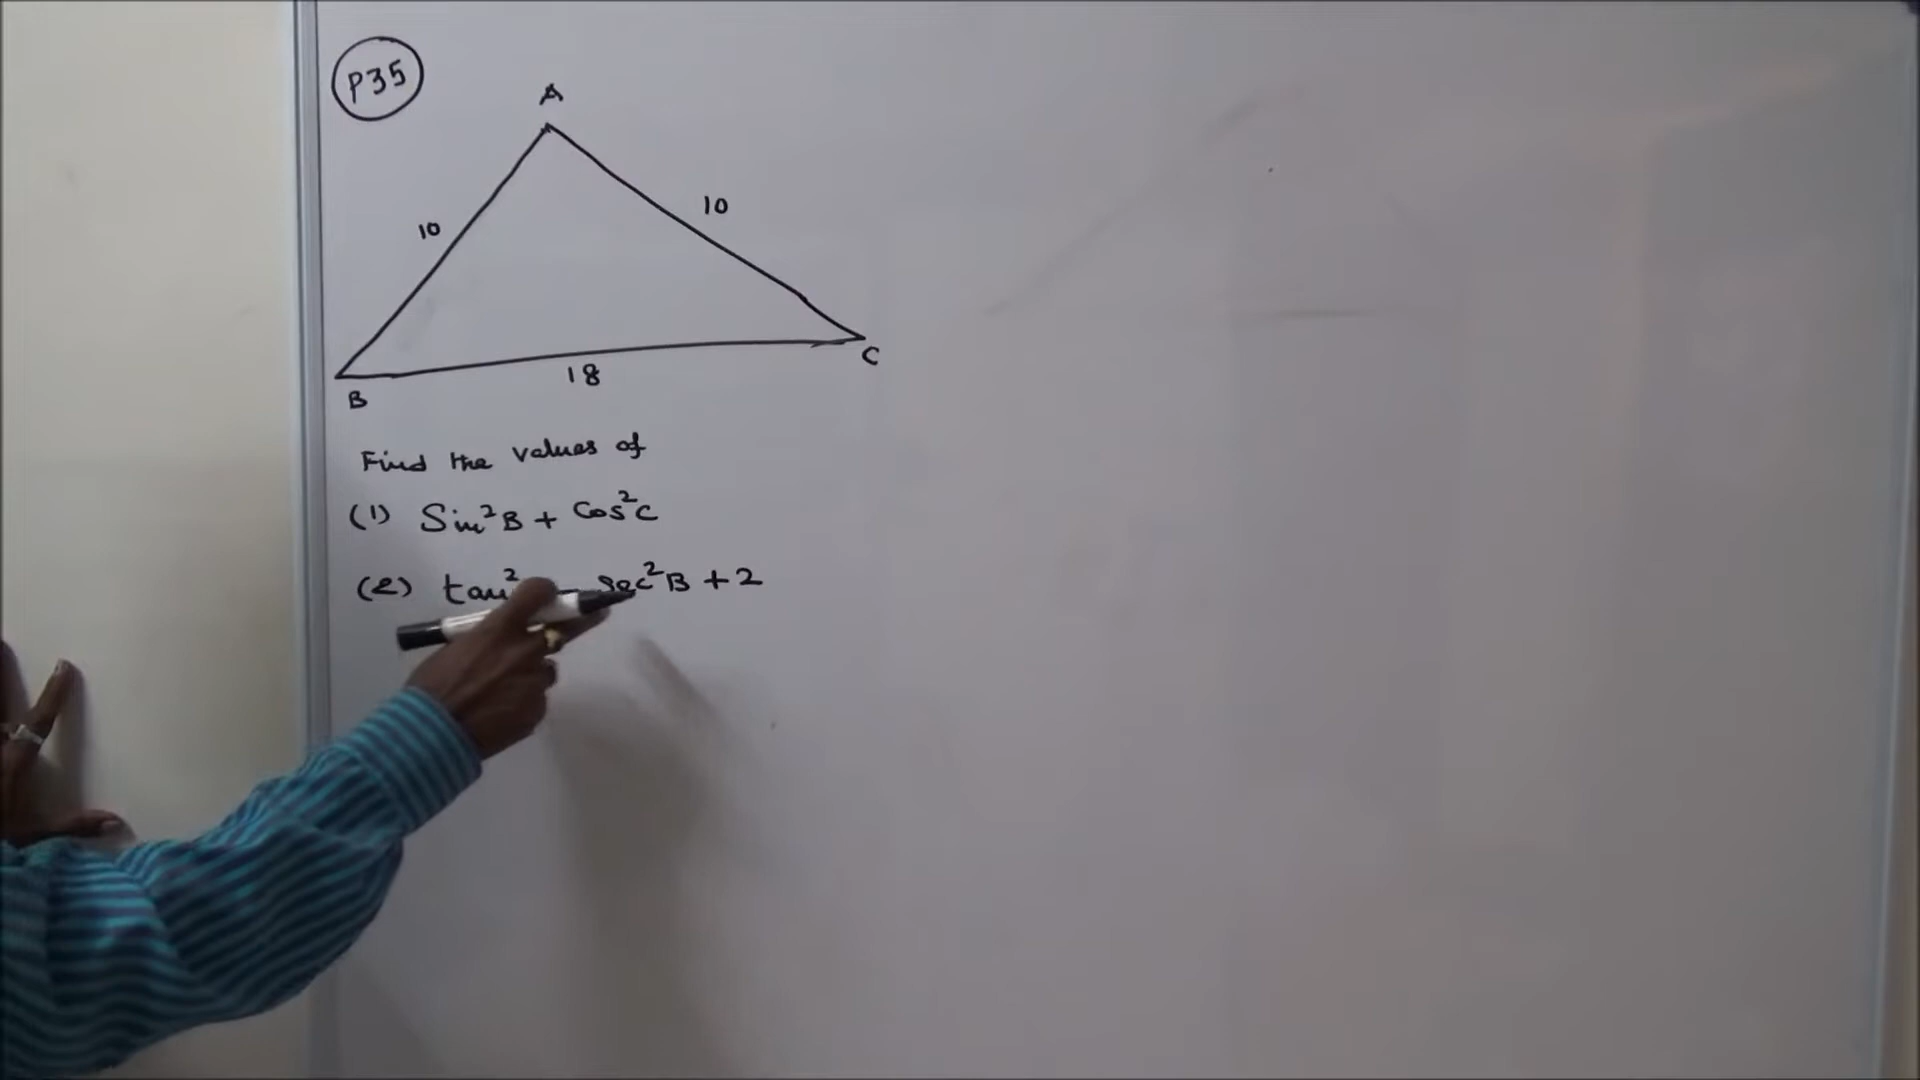 P35
A
10
10
18
B
C
Find the values of
(1) Sin²B + Cos²C
(2) tan² - sec²B + 2